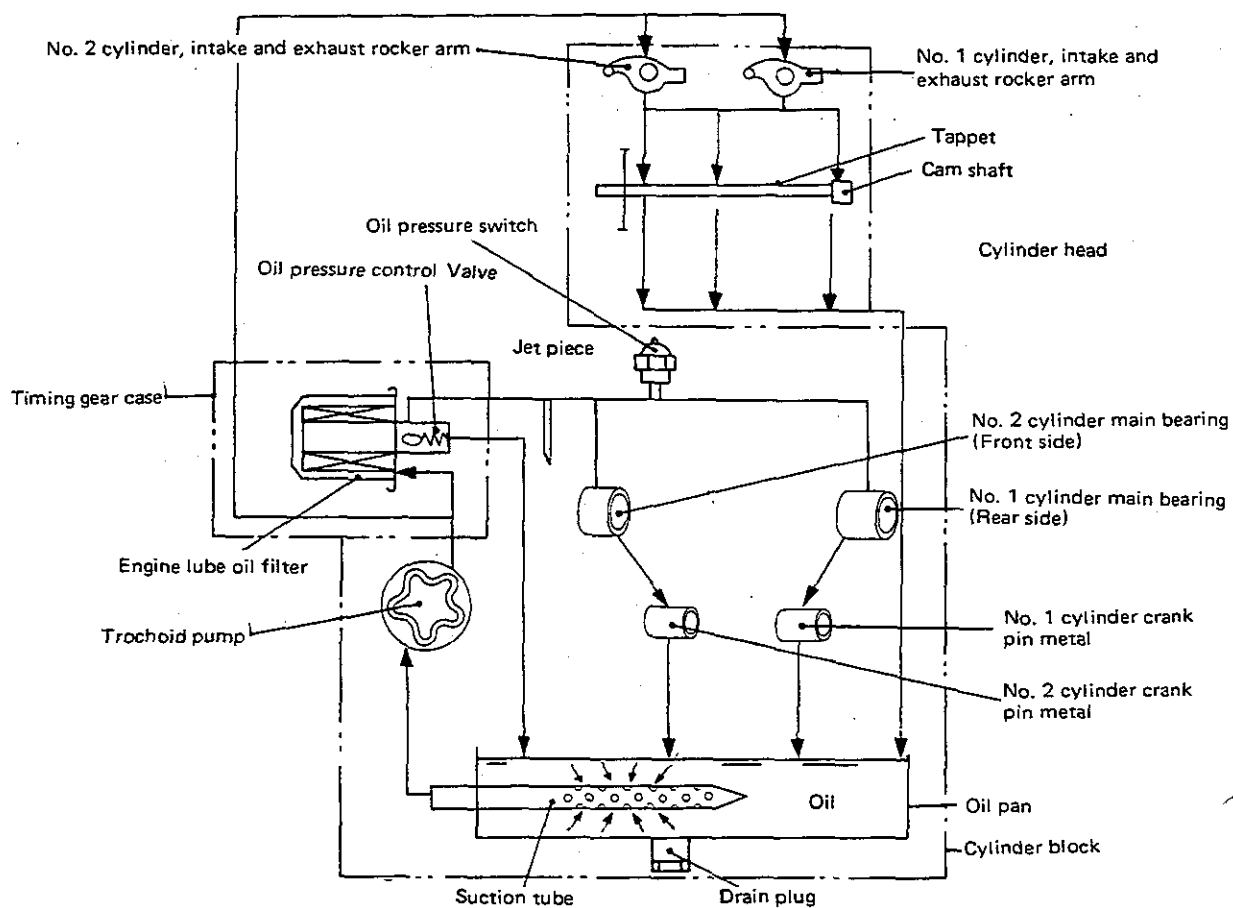 No. 2 cylinder, intake and exhaust rocker arm
No. 1 cylinder, intake and
exhaust rocker arm
Tappet
Cam shaft
Oil pressure switch
Cylinder head
Oil pressure control Valve
Jet piece
Timing gear case
No. 2 cylinder main bearing
(Front side)
No. 1 cylinder main bearing
(Rear side)
Engine lube oil filter
Trochoid pump
No. 1 cylinder crank
pin metal
No. 2 cylinder crank
pin metal
Oil
Oil pan
Cylinder block
Suction tube
Drain plug